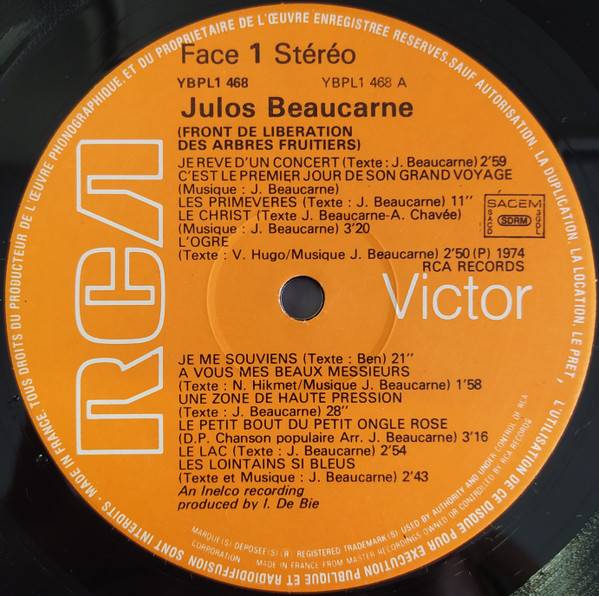 MADE IN FRANCE TOUS DROITS DU PRODUCTEUR DE L'ŒUVRE PHONOGRAPHIQUE, ET DU PROPRIETAIRE DE L'ŒUVRE ENREGISTREE RESERVES. SAUF AUTORISATION, LA DUPLICATION, LA LOCATION, LE PRET, L'UTILISATION DE CE DISQUE POUR EXECUTION PUBLIQUE ET RADIODIFFUSION SONT INTERDITS -
Face 1 Stéréo
YBPL1 468 YBPL1 468 A
Julos Beaucarne
(FRONT DE LIBERATION
DES ARBRES FRUITIERS)
JE REVE D'UN CONCERT (Texte : J. Beaucarne) 2'59
C'EST LE PREMIER JOUR DE SON GRAND VOYAGE
(Musique : J. Beaucarne)
LES PRIMEVERES (Texte : J. Beaucarne) 11"
LE CHRIST (Texte J. Beaucarne-A. Chavée)
(Musique : J. Beaucarne) 3'20
L'OGRE
(Texte : V. Hugo/Musique J. Beaucarne) 2'50 (P) 1974
RCA RECORDS
SACEM
SACD SDRM SGDL
RCA
Victor
JE ME SOUVIENS (Texte : Ben) 21"
A VOUS MES BEAUX MESSIEURS
(Texte : N. Hikmet/Musique J. Beaucarne) 1'58
UNE ZONE DE HAUTE PRESSION
(Texte : J. Beaucarne) 28"
LE PETIT BOUT DU PETIT ONGLE ROSE
(D.P. Chanson populaire Arr. J. Beaucarne) 3'16
LE LAC (Texte : J. Beaucarne) 2'54
LES LOINTAINS SI BLEUS
(Texte et Musique : J. Beaucarne) 2'43
An Inelco recording
produced by I. De Bie
MARQUE(S) DEPOSEE(S) (R) REGISTERED TRADEMARK(S) USED BY AUTHORITY AND UNDER CONTROL OF RCA
CORPORATION MADE IN FRANCE FROM MASTER RECORDINGS OWNED OR CONTROLLED BY RCA RECORDS